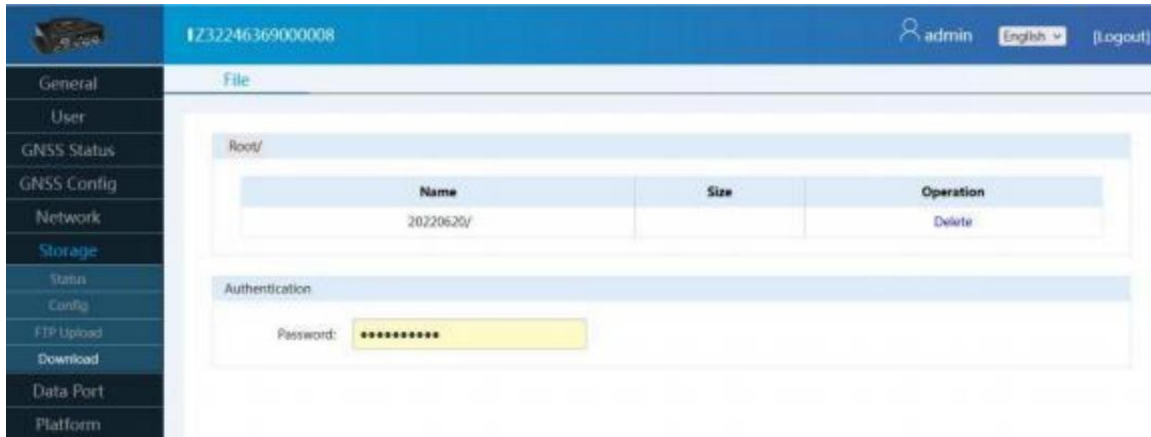 IZ32246369000008
admin
English
[Logout]
General
User
GNSS Status
GNSS Config
Network
Storage
Status
Config
FTP Upload
Download
Data Port
Platform
File
Root/
Name Size Operation
20220620/ Delete
Authentication
Password: ●●●●●●●●●●